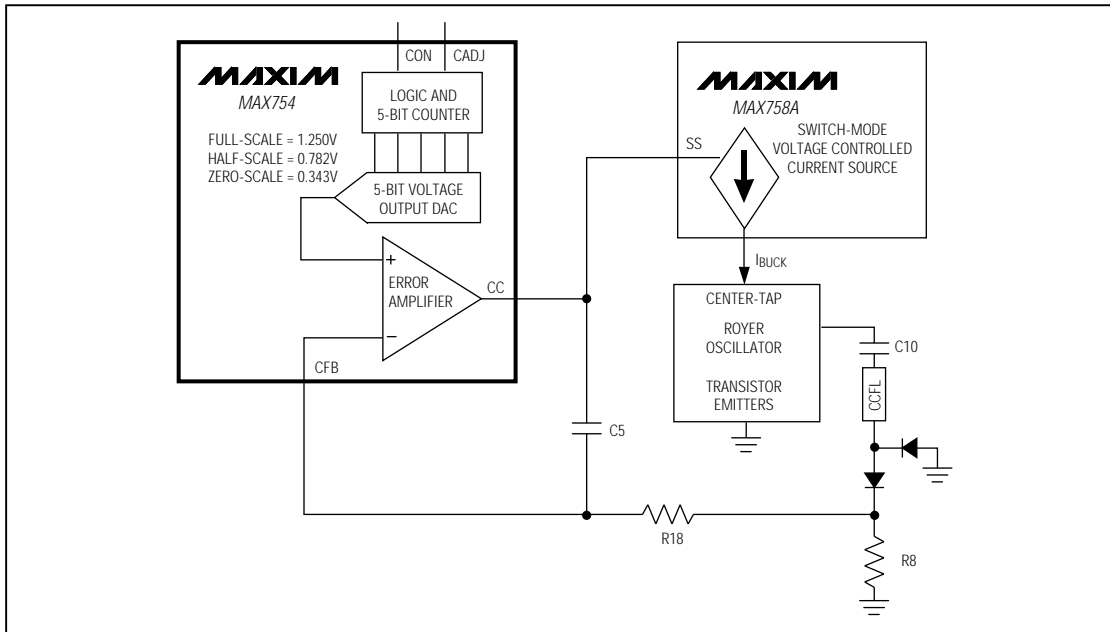 CON
CADJ
MAXIM
MAX754
LOGIC AND
5-BIT COUNTER
FULL-SCALE = 1.250V
HALF-SCALE = 0.782V
ZERO-SCALE = 0.343V
5-BIT VOLTAGE
OUTPUT DAC
+
ERROR
AMPLIFIER
−
CC
CFB
MAXIM
MAX758A
SS
SWITCH-MODE
VOLTAGE CONTROLLED
CURRENT SOURCE
IBUCK
CENTER-TAP
ROYER
OSCILLATOR
TRANSISTOR
EMITTERS
C10
CCFL
C5
R18
R8